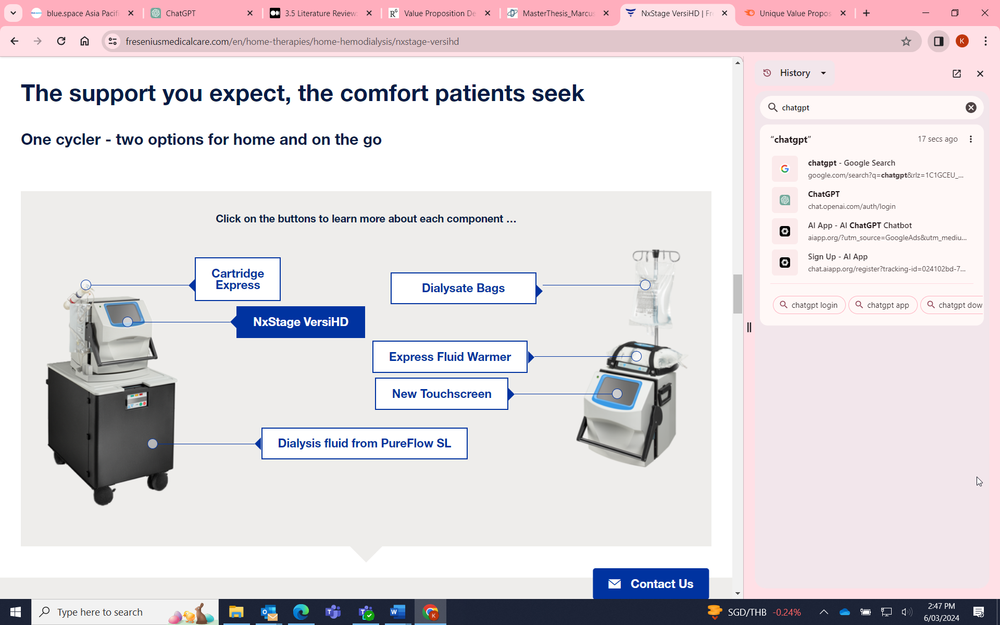 blue.space Asia Pacifi
ChatGPT
3.5 Literature Review:
Value Proposition De
MasterThesis_Marcus
NxStage VersiHD | Fr
Unique Value Propos
freseniusmedicalcare.com/en/home-therapies/home-hemodialysis/nxstage-versihd
K
The support you expect, the comfort patients seek
One cycler - two options for home and on the go
Click on the buttons to learn more about each component ...
Cartridge
Express
NxStage VersiHD
Dialysate Bags
Express Fluid Warmer
New Touchscreen
Dialysis fluid from PureFlow SL
Contact Us
History
chatgpt
“chatgpt”
17 secs ago
chatgpt - Google Search
google.com/search?q=chatgpt&rlz=1C1GCEU_...
ChatGPT
chat.openai.com/auth/login
AI App - AI ChatGPT Chatbot
aiapp.org/?utm_source=GoogleAds&utm_mediu...
Sign Up - AI App
chat.aiapp.org/register?tracking-id=024102bd-7...
chatgpt login
chatgpt app
chatgpt dow
Type here to search
SGD/THB -0.24%
2:47 PM
6/03/2024